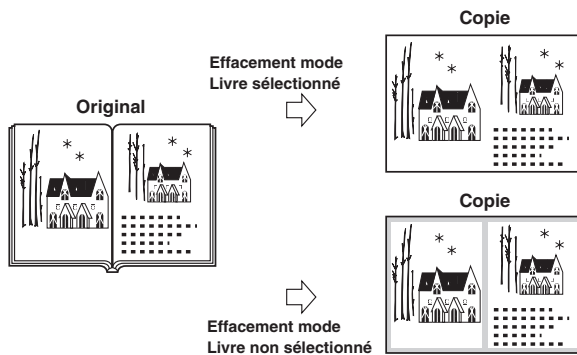 Copie
Effacement mode
Livre sélectionné
Original
Copie
Effacement mode
Livre non sélectionné